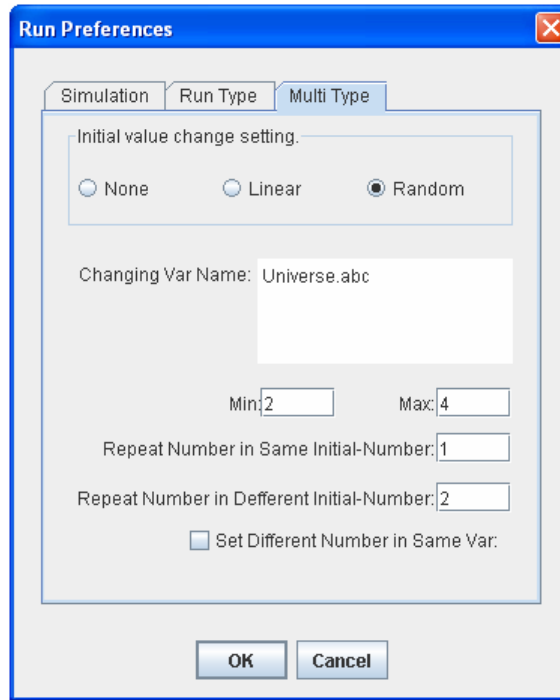 Run Preferences
Simulation Run Type Multi Type
Initial value change setting.
None Linear Random
Changing Var Name: Universe.abc
Min: 2 Max: 4
Repeat Number in Same Initial-Number: 1
Repeat Number in Defferent Initial-Number: 2
Set Different Number in Same Var:
OK Cancel